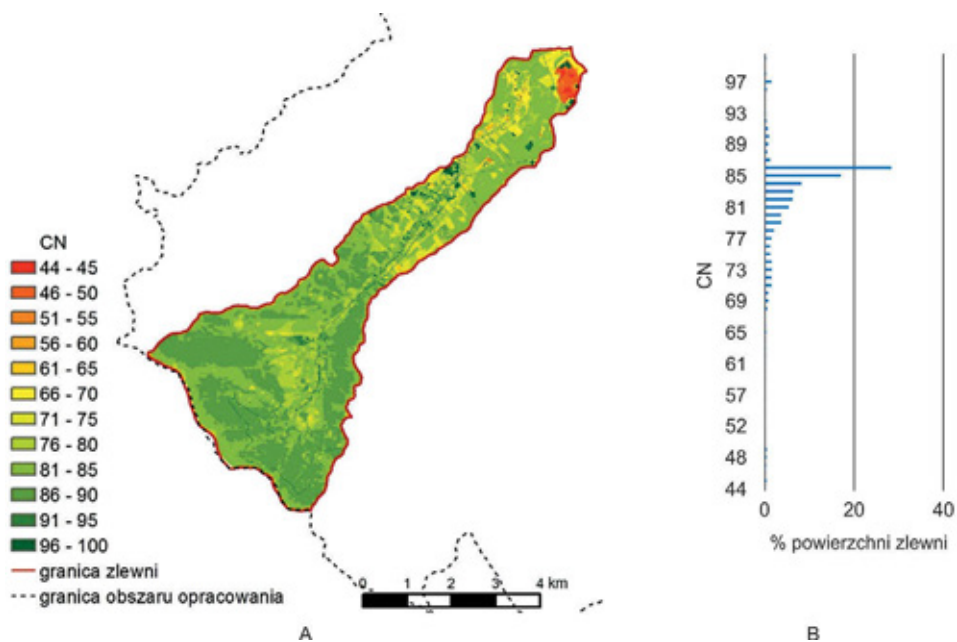 CN
44 - 45
46 - 50
51 - 55
56 - 60
61 - 65
66 - 70
71 - 75
76 - 80
81 - 85
86 - 90
91 - 95
96 - 100
granica zlewni
granica obszaru opracowania
0 1 2 3 4 km
A
CN
97
93
89
85
81
77
73
69
65
61
57
52
48
44
0 20 40
% powierzchni zlewni
B